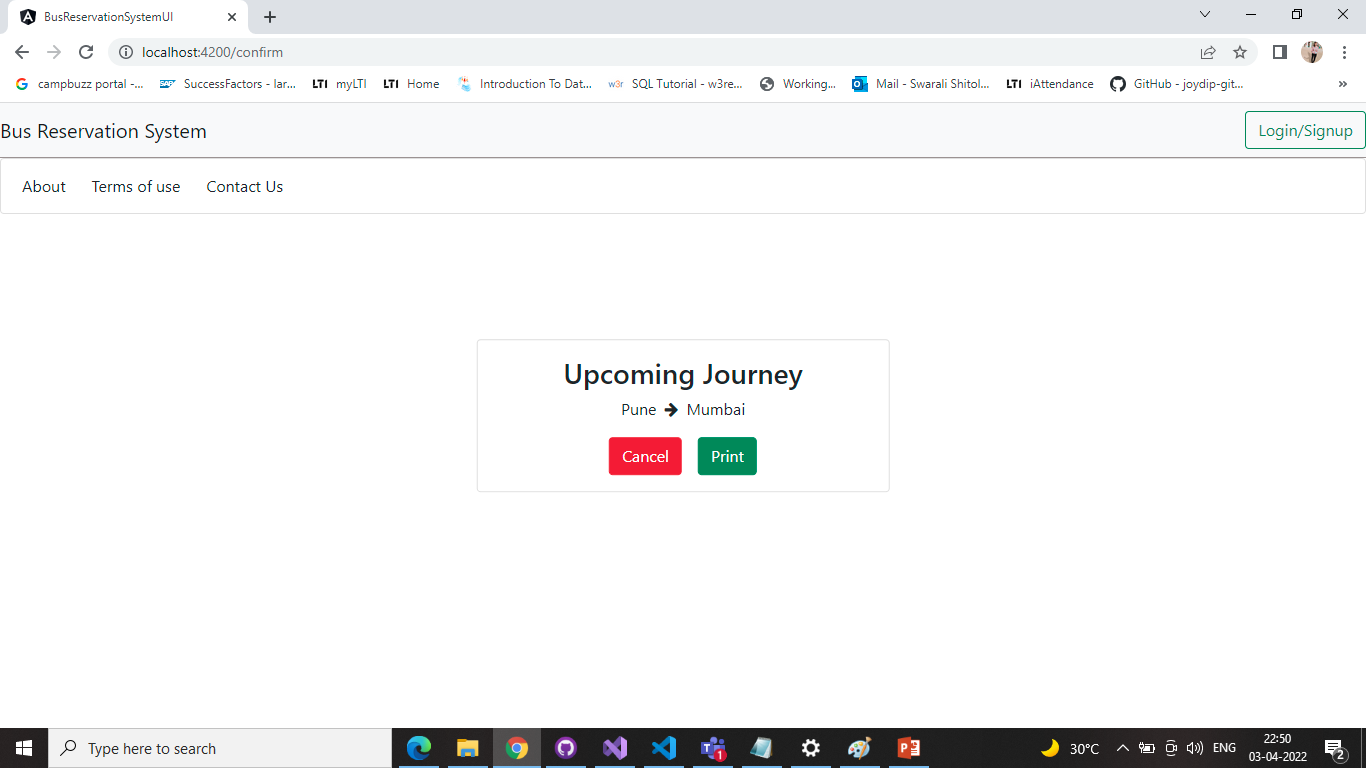 BusReservationSystemUI
localhost:4200/confirm
campbuzz portal -... SuccessFactors - lar... LTI myLTI LTI Home Introduction To Dat... w3r SQL Tutorial - w3re... Working... Mail - Swarali Shitol... LTI iAttendance GitHub - joydip-git... »
Bus Reservation System Login/Signup
About Terms of use Contact Us
Upcoming Journey
Pune → Mumbai
Cancel Print
Type here to search 1 30°C ENG 22:50
03-04-2022 2